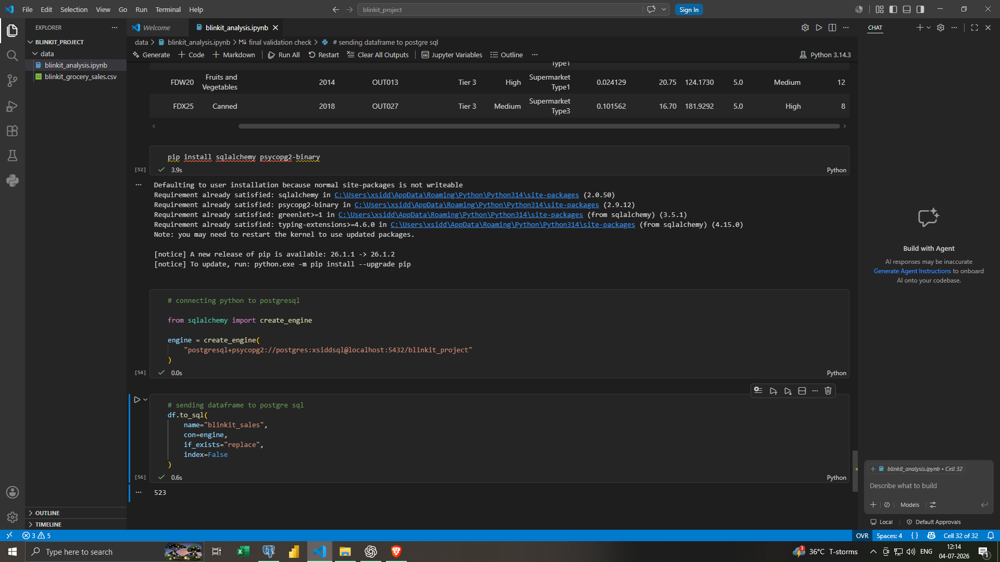 File Edit Selection View Go Run Terminal Help
blinkit_project
Sign In
EXPLORER
BLINKIT_PROJECT
data
blinkit_analysis.ipynb
blinkit_grocery_sales.csv
OUTLINE
TIMELINE
Welcome
blinkit_analysis.ipynb
data > blinkit_analysis.ipynb > M↓ final validation check > # sending dataframe to postgre sql
Generate + Code + Markdown Run All Restart Clear All Outputs Jupyter Variables Outline ...
Python 3.14.3
Type1
FDW20 Fruits and Vegetables 2014 OUT013 Tier 3 High Supermarket Type1 0.024129 20.75 124.1730 5.0 Medium 12
FDX25 Canned 2018 OUT027 Tier 3 Medium Supermarket Type3 0.101562 16.70 181.9292 5.0 High 8
pip install sqlalchemy psycopg2-binary
[52] 3.9s Python
Defaulting to user installation because normal site-packages is not writeable
Requirement already satisfied: sqlalchemy in C:\Users\xsidd\AppData\Roaming\Python\Python314\site-packages (2.0.50)
Requirement already satisfied: psycopg2-binary in C:\Users\xsidd\AppData\Roaming\Python\Python314\site-packages (2.9.12)
Requirement already satisfied: greenlet>=1 in C:\Users\xsidd\AppData\Roaming\Python\Python314\site-packages (from sqlalchemy) (3.5.1)
Requirement already satisfied: typing-extensions>=4.6.0 in C:\Users\xsidd\AppData\Roaming\Python\Python314\site-packages (from sqlalchemy) (4.15.0)
Note: you may need to restart the kernel to use updated packages.
[notice] A new release of pip is available: 26.1.1 -> 26.1.2
[notice] To update, run: python.exe -m pip install --upgrade pip
# connecting python to postgresql
from sqlalchemy import create_engine
engine = create_engine(
"postgresql+psycopg2://postgres:xsiddsql@localhost:5432/blinkit_project"
)
[54] 0.0s Python
# sending dataframe to postgre sql
df.to_sql(
name="blinkit_sales",
con=engine,
if_exists="replace",
index=False
)
[56] 0.6s Python
523
CHAT
Build with Agent
AI responses may be inaccurate
Generate Agent Instructions to onboard
AI onto your codebase.
blinkit_analysis.ipynb • Cell 32
Describe what to build
Models
Local Default Approvals
3 5
OVR Spaces: 4 { } Cell 32 of 32
Type here to search
3 36°C T-storms ENG
12:14
04-07-2026
1